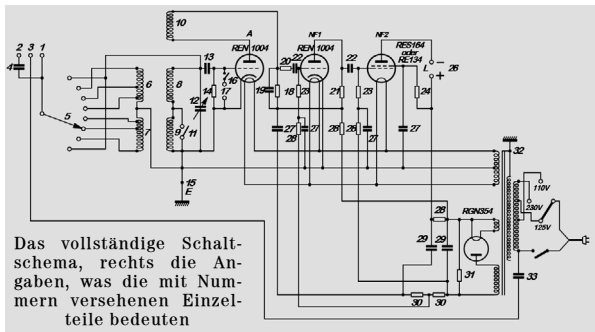 10
A
NF1
NF2
REN 1004
REN 1004
RES164
oder
RE134
2 3 1
4
13
16
17
14
20
22
19
18
23
22
21
23
24
L
−
+
26
5
6
8
7
12
9
11
15
E
27
28
27
26
26
27
27
32
110V
230V
125V
RGN354
28
29
29
31
30
30
33
Das vollständige Schalt-
schema, rechts die An-
gaben, was die mit Num-
mern versehenen Einzel-
teile bedeuten